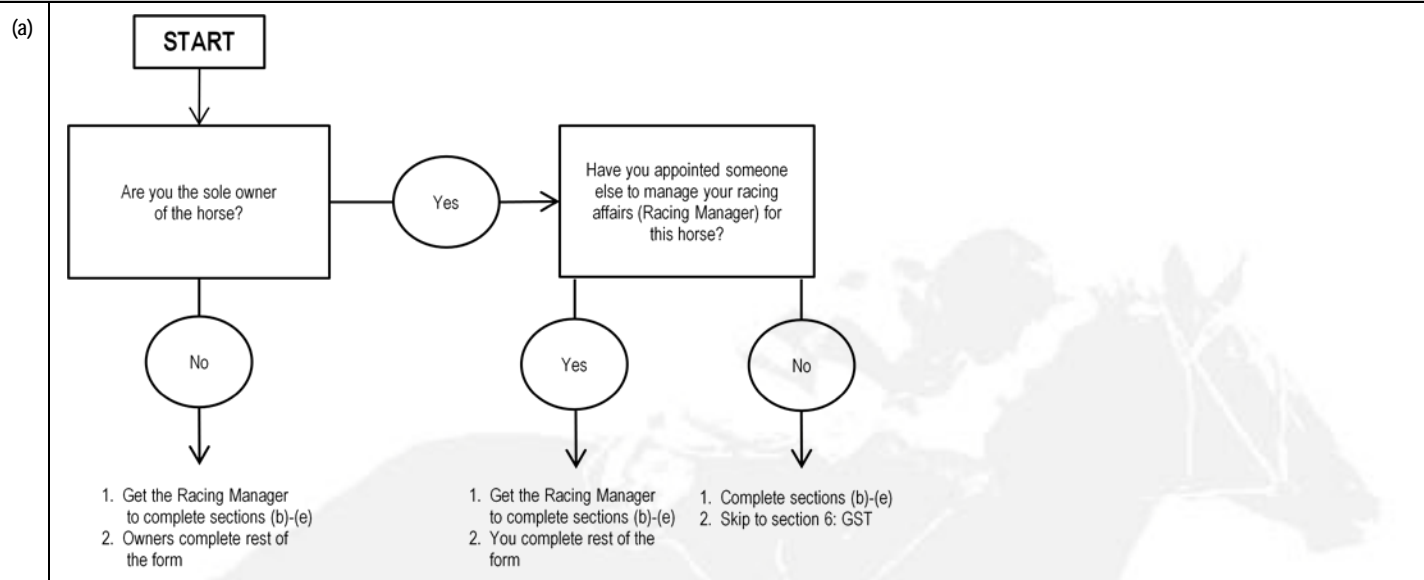 (a)
START
Are you the sole owner
of the horse?
Yes
Have you appointed someone
else to manage your racing
affairs (Racing Manager) for
this horse?
No
Yes
No
1. Get the Racing Manager
to complete sections (b)-(e)
2. Owners complete rest of
the form
1. Get the Racing Manager
to complete sections (b)-(e)
2. You complete rest of the
form
1. Complete sections (b)-(e)
2. Skip to section 6: GST